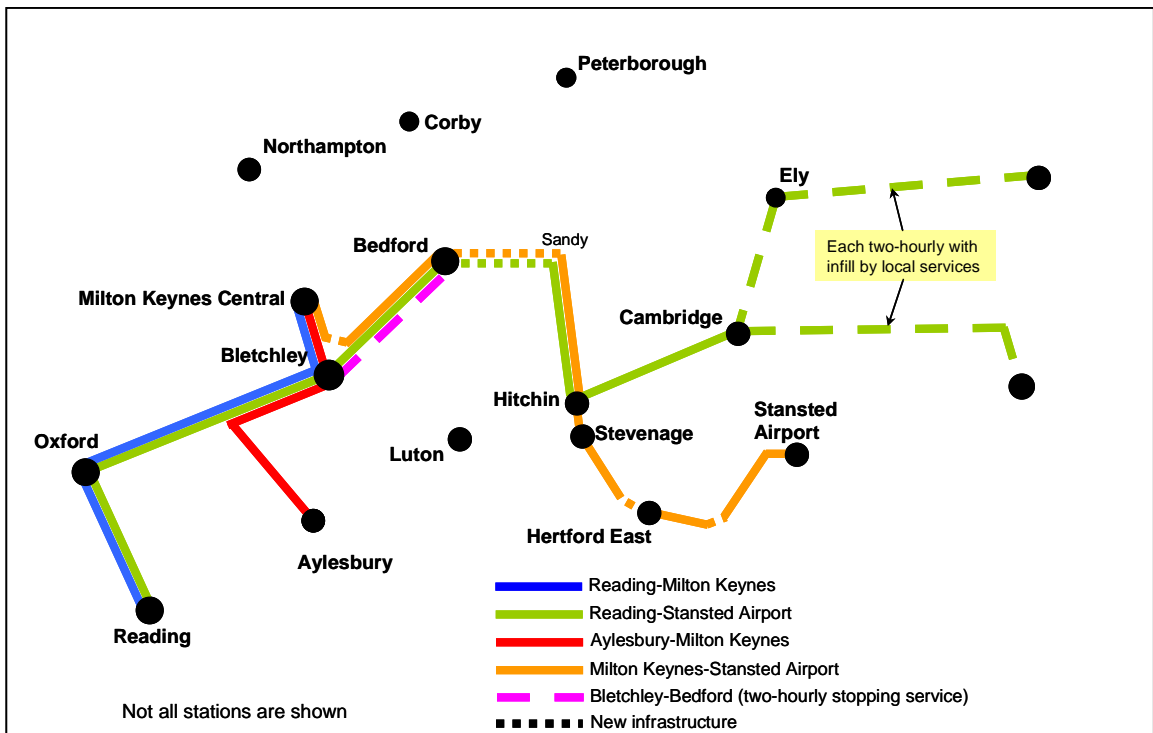 Peterborough
Corby
Northampton
Ely
Sandy
Bedford
Each two-hourly with
infill by local services
Milton Keynes Central
Cambridge
Bletchley
Hitchin
Stansted
Airport
Stevenage
Oxford
Luton
Hertford East
Aylesbury
Reading
Reading-Milton Keynes
Reading-Stansted Airport
Aylesbury-Milton Keynes
Milton Keynes-Stansted Airport
Bletchley-Bedford (two-hourly stopping service)
New infrastructure
Not all stations are shown